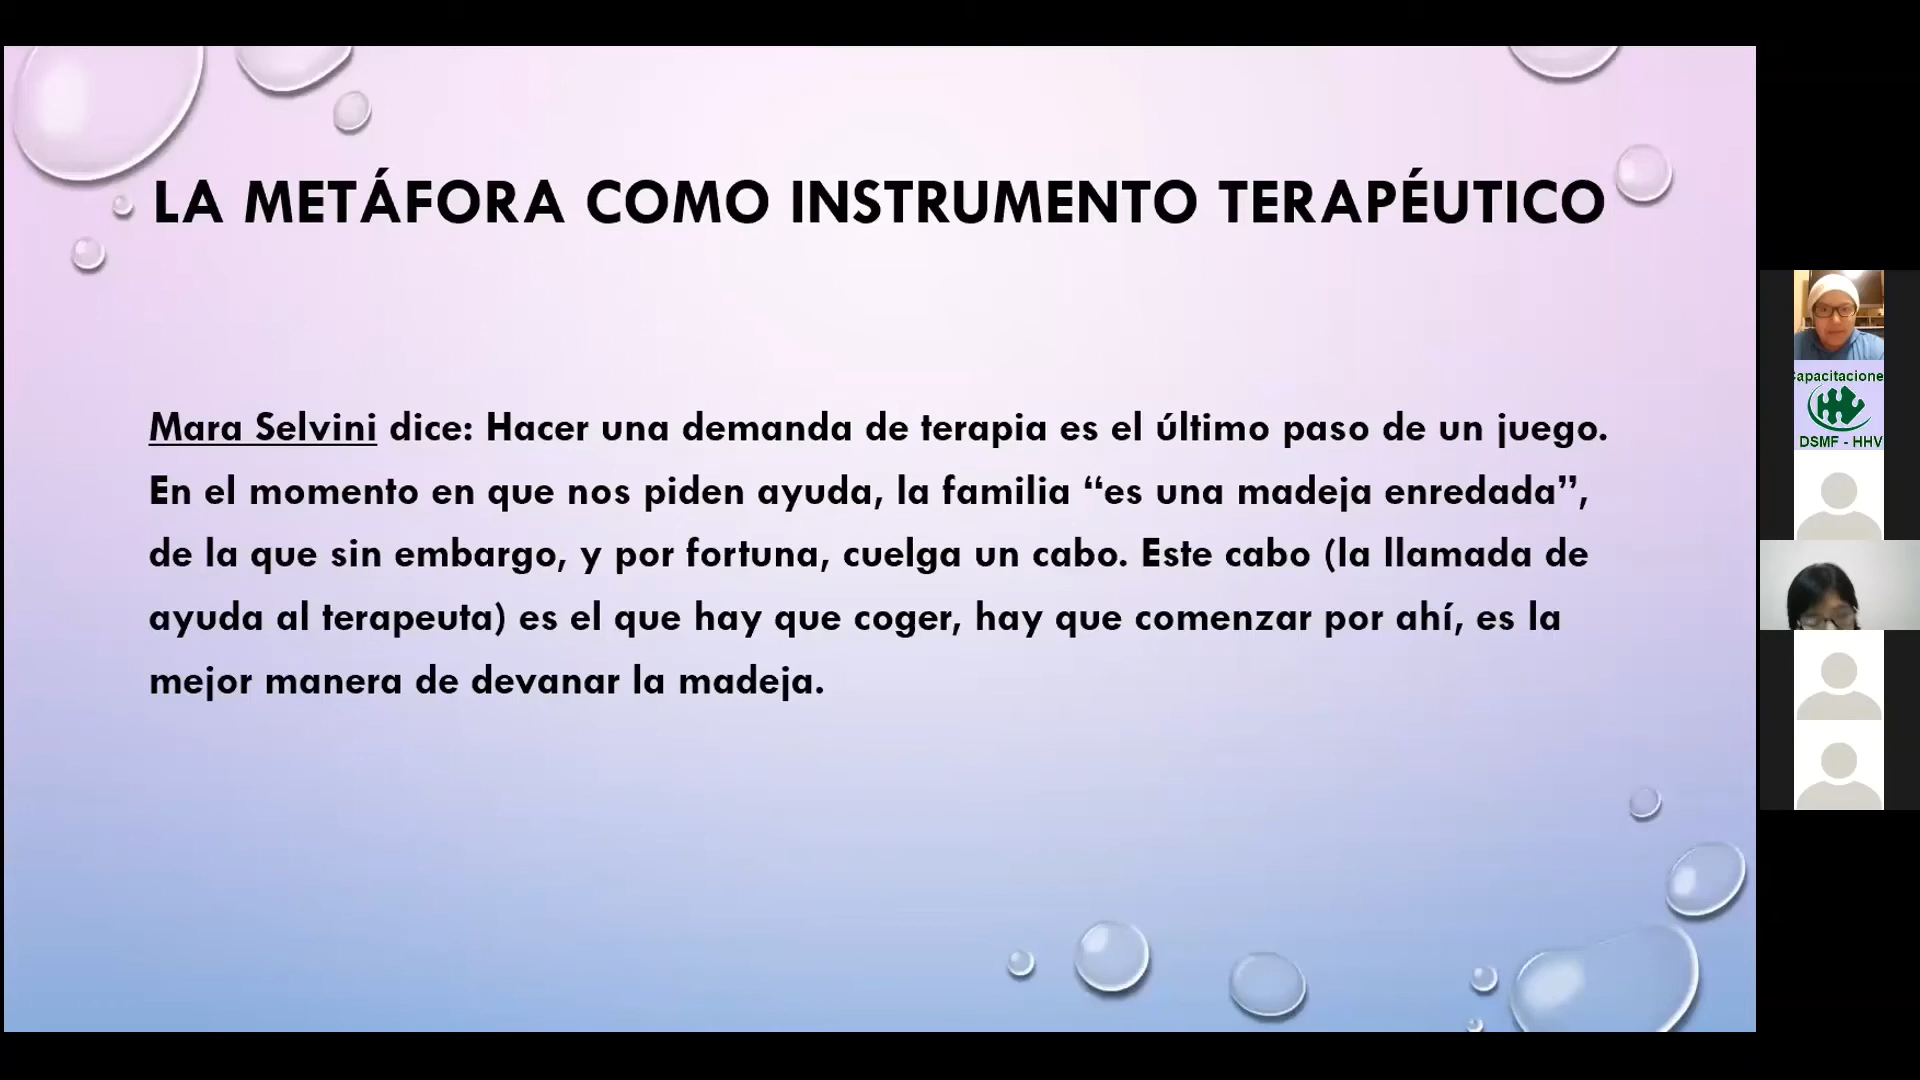 LA METÁFORA COMO INSTRUMENTO TERAPÉUTICO
Mara Selvini dice: Hacer una demanda de terapia es el último paso de un juego.
En el momento en que nos piden ayuda, la familia “es una madeja enredada”,
de la que sin embargo, y por fortuna, cuelga un cabo. Este cabo (la llamada de
ayuda al terapeuta) es el que hay que coger, hay que comenzar por ahí, es la
mejor manera de devanar la madeja.
apacitacione
DSMF - HHV